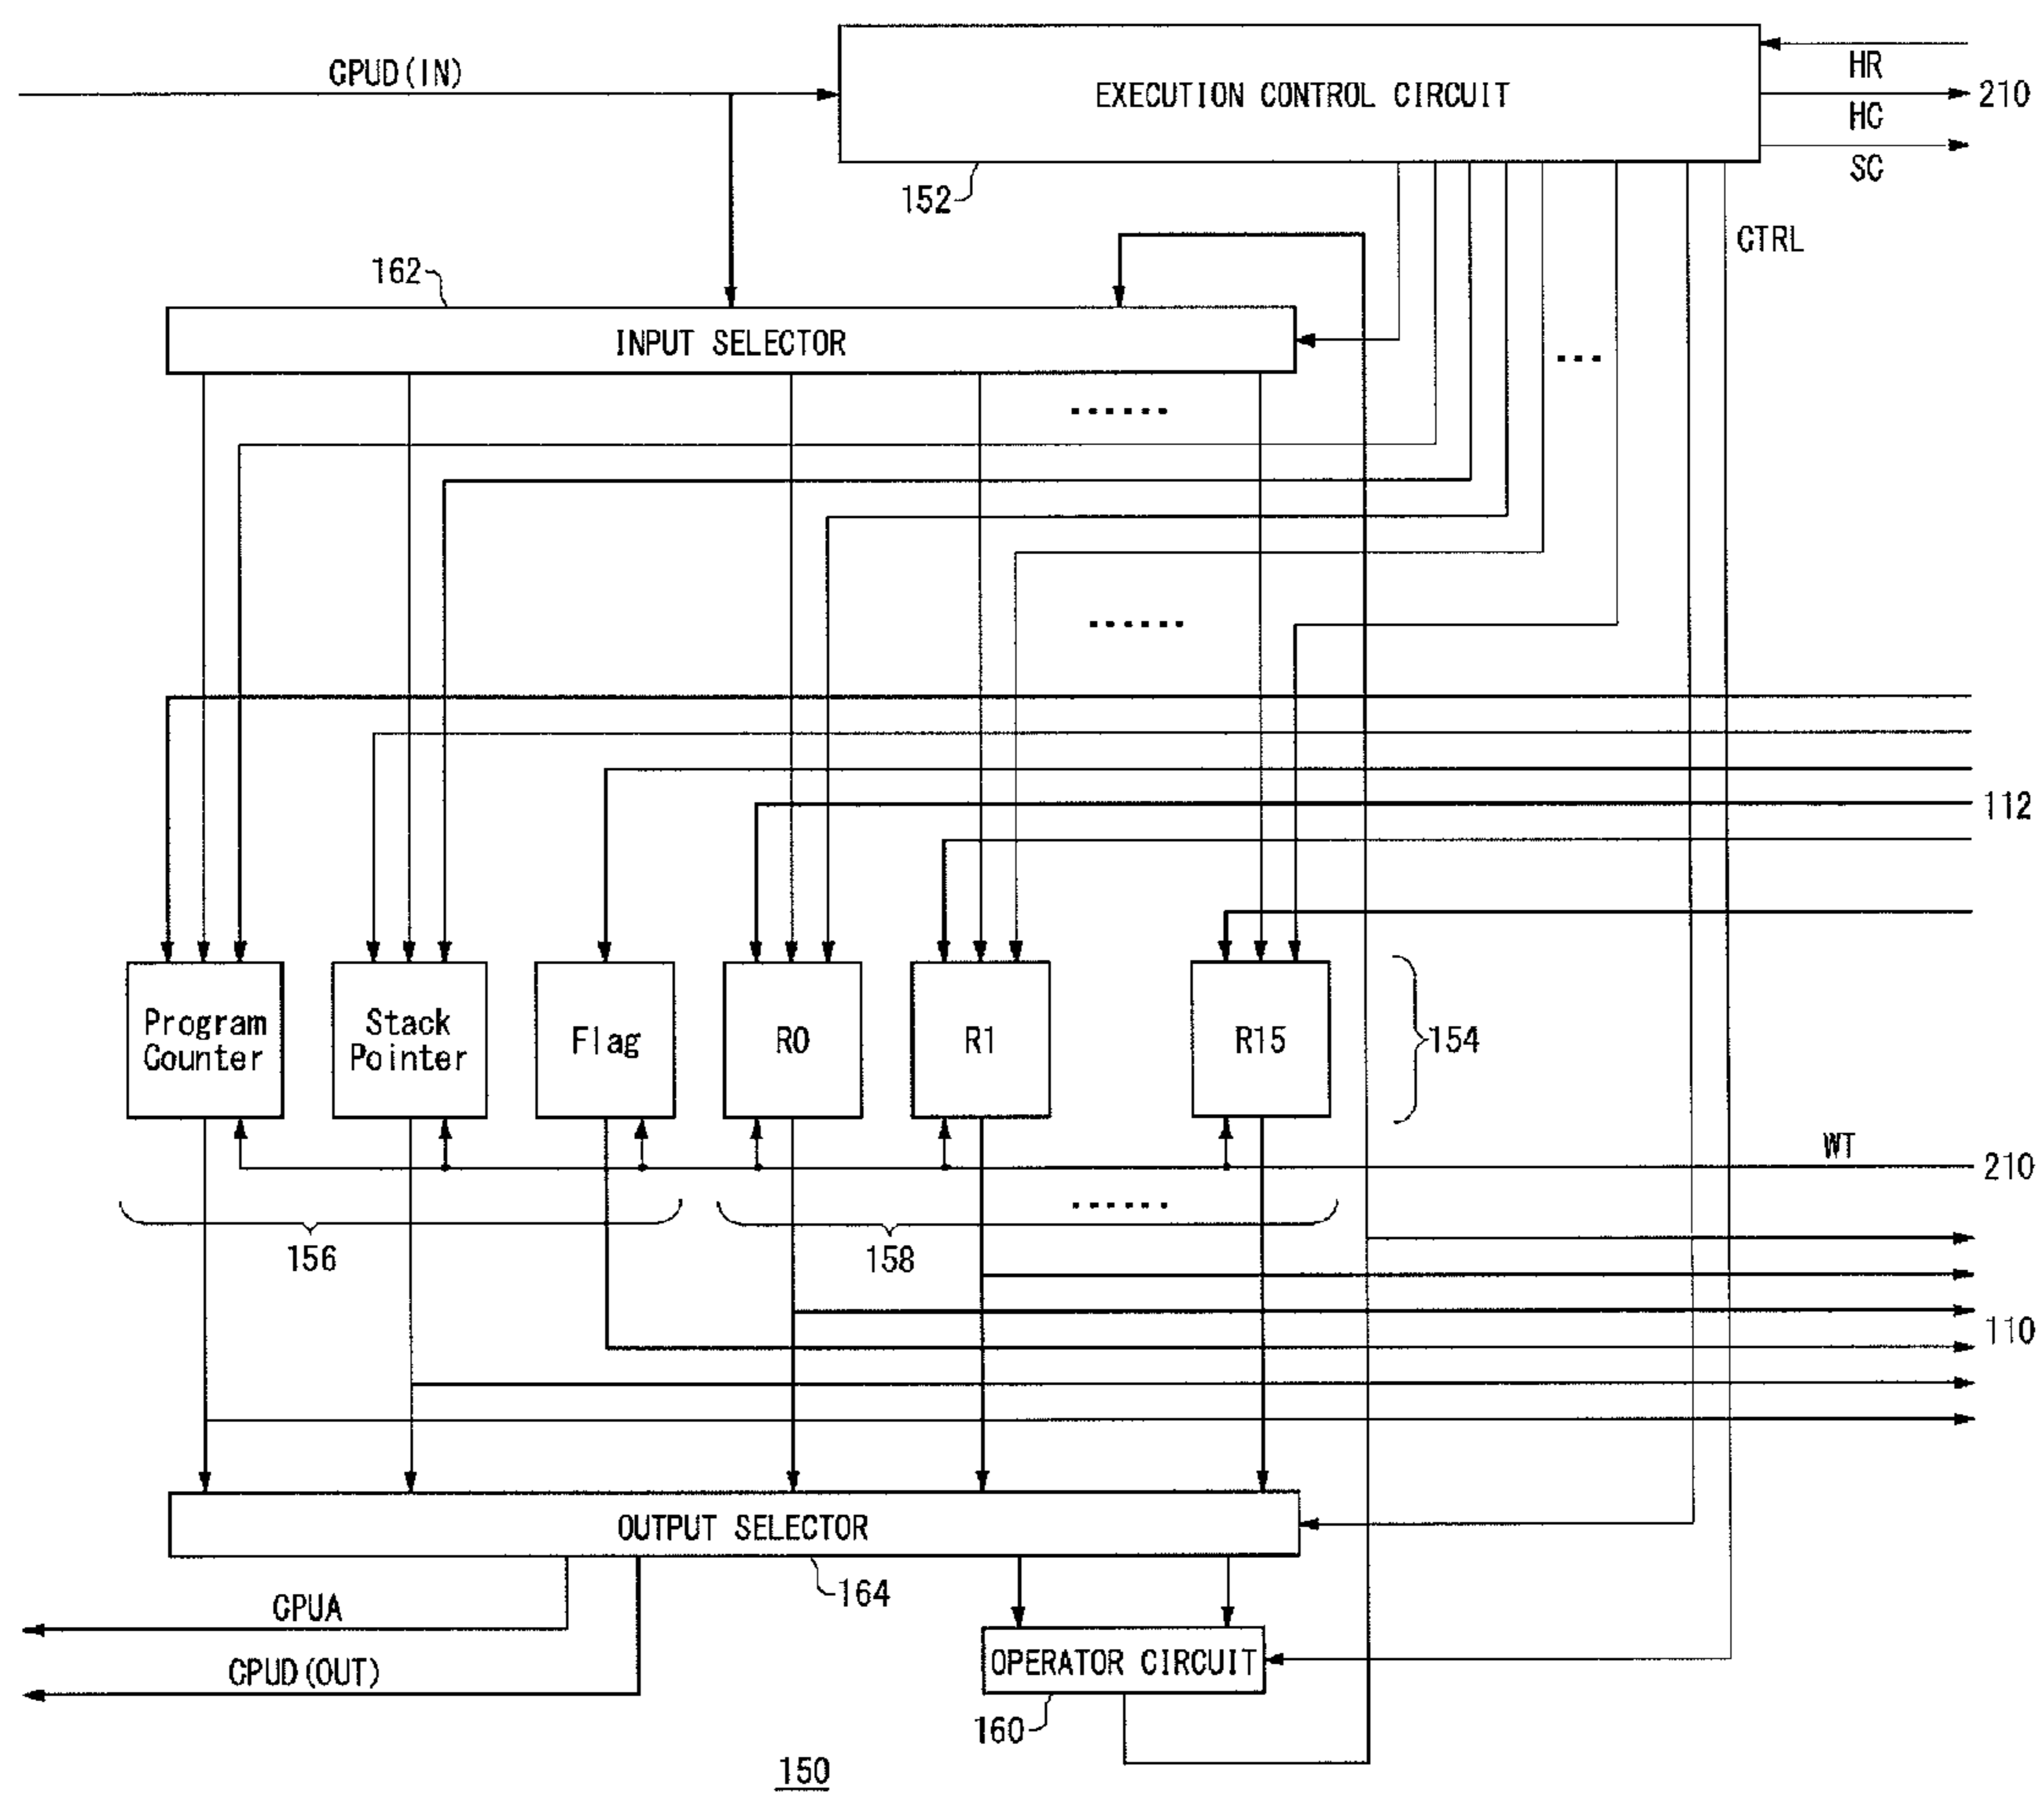 CPUD(IN)
EXECUTION CONTROL CIRCUIT
HR
210
HC
SC
152
CTRL
162
INPUT SELECTOR
...
......
......
112
Program
Counter
Stack
Pointer
Flag
R0
R1
R15
154
WT
210
......
156
158
110
OUTPUT SELECTOR
164
CPUA
CPUD(OUT)
OPERATOR CIRCUIT
160
150